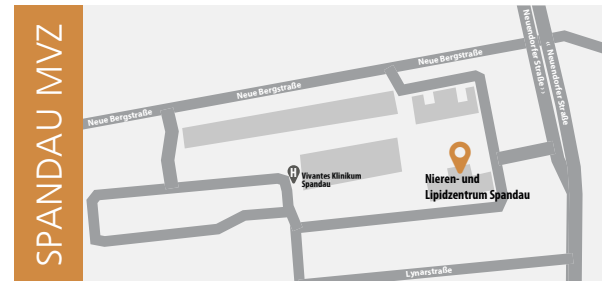 SPANDAU MVZ
Neue Bergstraße
Neue Bergstraße
Neue Bergstraße
Neuendorfer Straße
Neuendorfer Straße
H
Vivantes Klinikum
Spandau
Nieren- und
Lipidzentrum Spandau
Lynarstraße